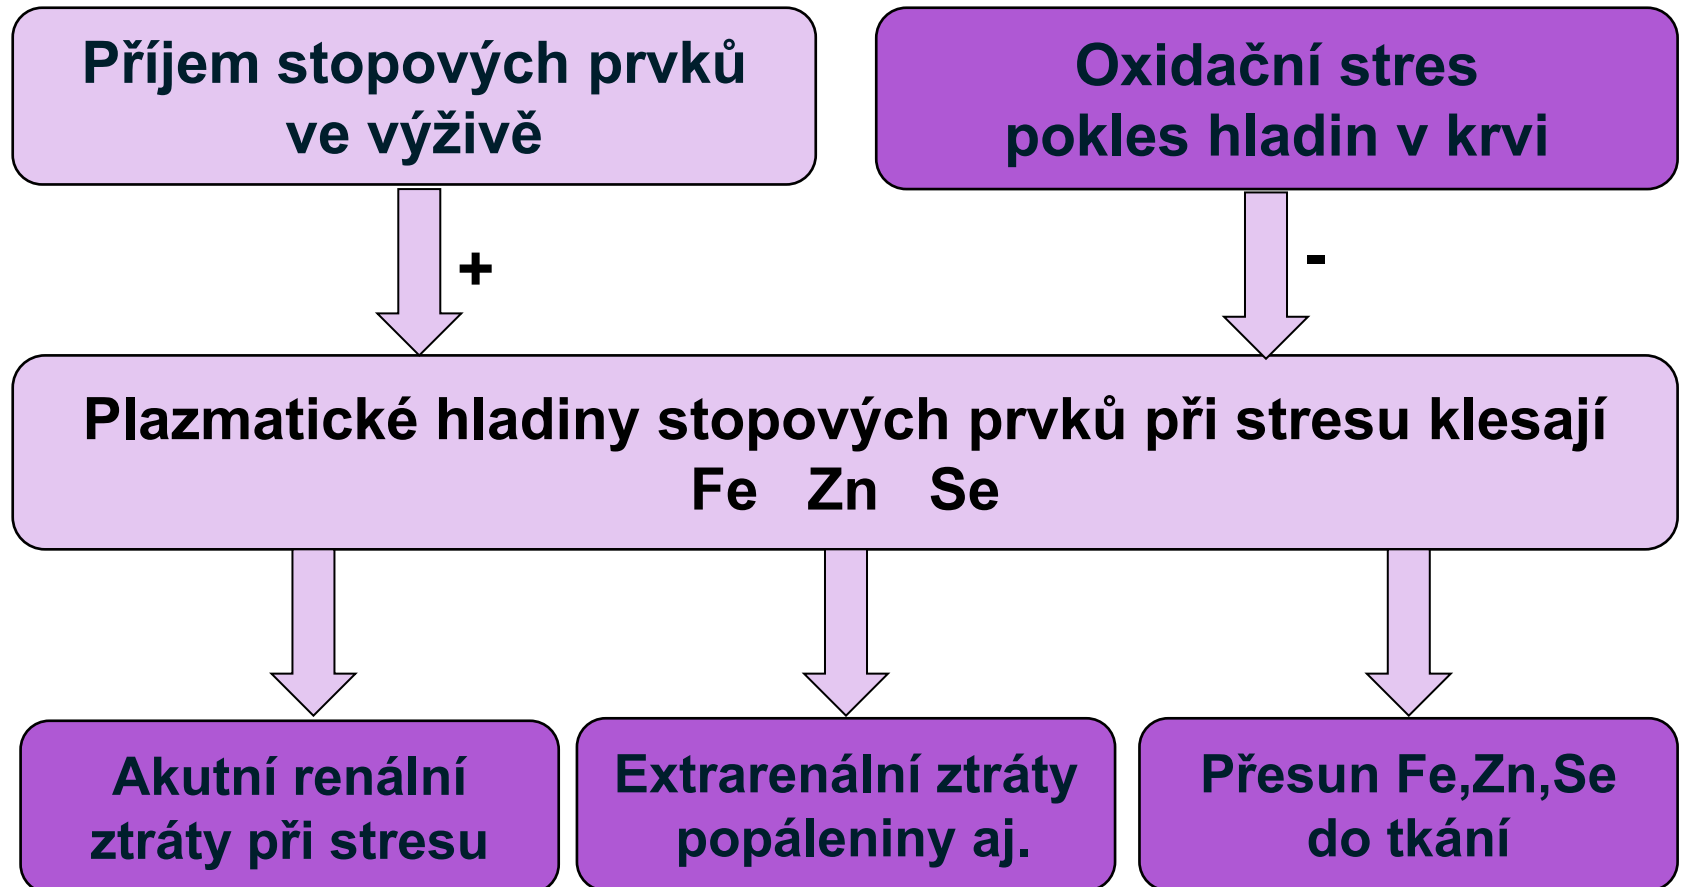 Příjem stopových prvků
ve výživě
Oxidační stres
pokles hladin v krvi
+
-
Plazmatické hladiny stopových prvků při stresu klesají
Fe Zn Se
Akutní renální
ztráty při stresu
Extrarenální ztráty
popáleniny aj.
Přesun Fe,Zn,Se
do tkání